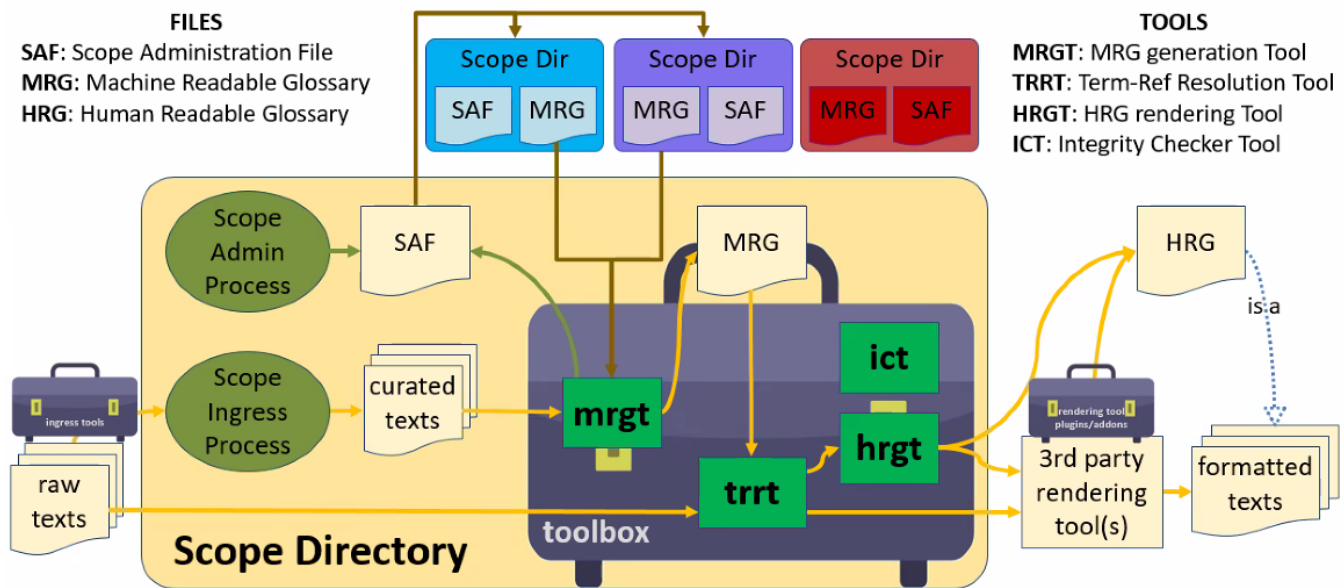 FILES
SAF: Scope Administration File
MRG: Machine Readable Glossary
HRG: Human Readable Glossary
TOOLS
MRGT: MRG generation Tool
TRRT: Term-Ref Resolution Tool
HRGT: HRG rendering Tool
ICT: Integrity Checker Tool
Scope Dir
SAF
MRG
Scope Dir
MRG
SAF
Scope Dir
MRG
SAF
Scope
Admin
Process
SAF
MRG
HRG
is a
ingress tools
Scope
Ingress
Process
curated
texts
mrgt
ict
hrgt
trrt
toolbox
rendering tool
plugins/addons
3rd party
rendering
tool(s)
formatted
texts
raw
texts
Scope Directory